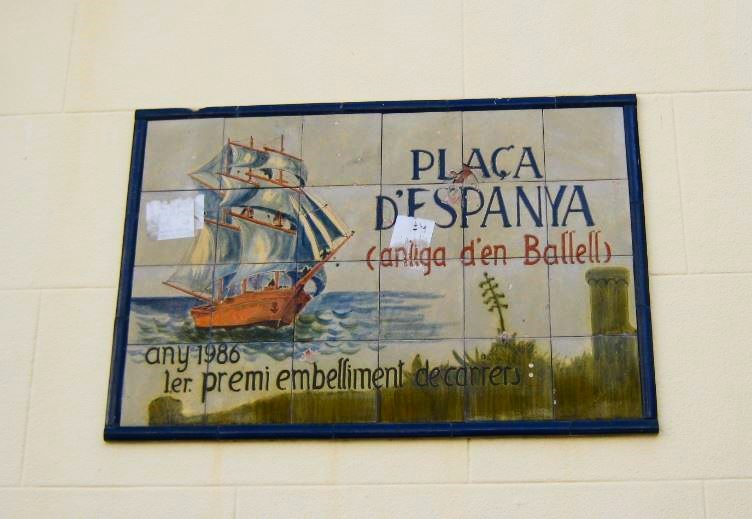 PLAÇA
D'ESPANYA
(antiga d'en Ballell)
any 1986
1er. premi embelliment de carrers